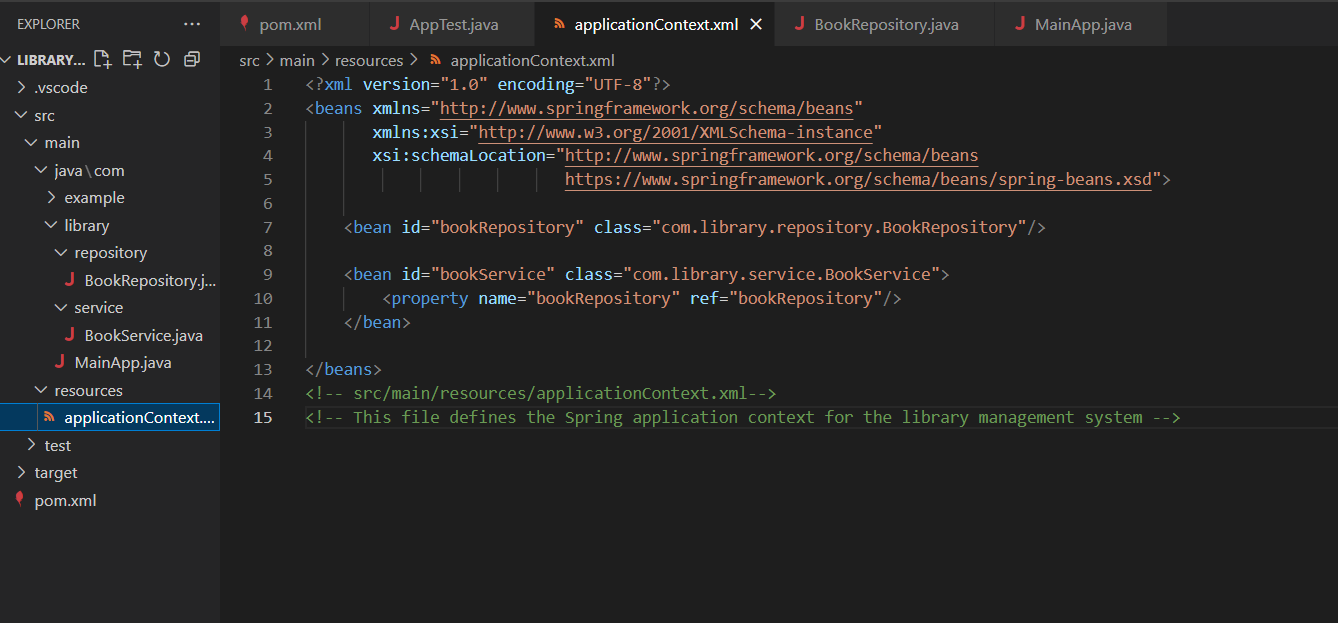 EXPLORER ...
LIBRARY...
.vscode
src
main
java\com
example
library
repository
BookRepository.j...
service
BookService.java
MainApp.java
resources
applicationContext....
test
target
pom.xml
pom.xml AppTest.java applicationContext.xml BookRepository.java MainApp.java
src > main > resources > applicationContext.xml
1 <?xml version="1.0" encoding="UTF-8"?>
2 <beans xmlns="http://www.springframework.org/schema/beans"
3 xmlns:xsi="http://www.w3.org/2001/XMLSchema-instance"
4 xsi:schemaLocation="http://www.springframework.org/schema/beans
5 https://www.springframework.org/schema/beans/spring-beans.xsd">
6
7 <bean id="bookRepository" class="com.library.repository.BookRepository"/>
8
9 <bean id="bookService" class="com.library.service.BookService">
10 <property name="bookRepository" ref="bookRepository"/>
11 </bean>
12
13 </beans>
14 <!-- src/main/resources/applicationContext.xml-->
15 <!-- This file defines the Spring application context for the library management system -->